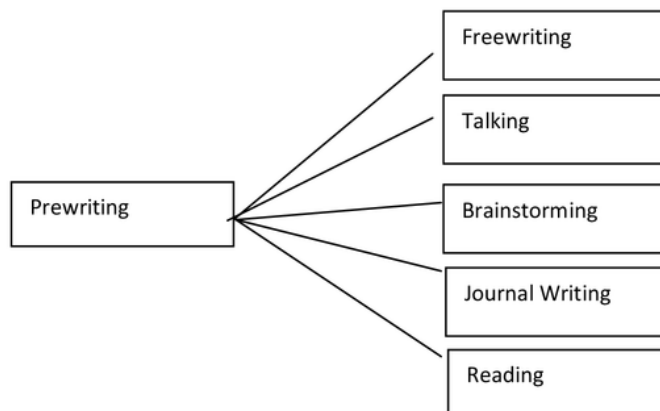 Freewriting
Talking
Prewriting
Brainstorming
Journal Writing
Reading